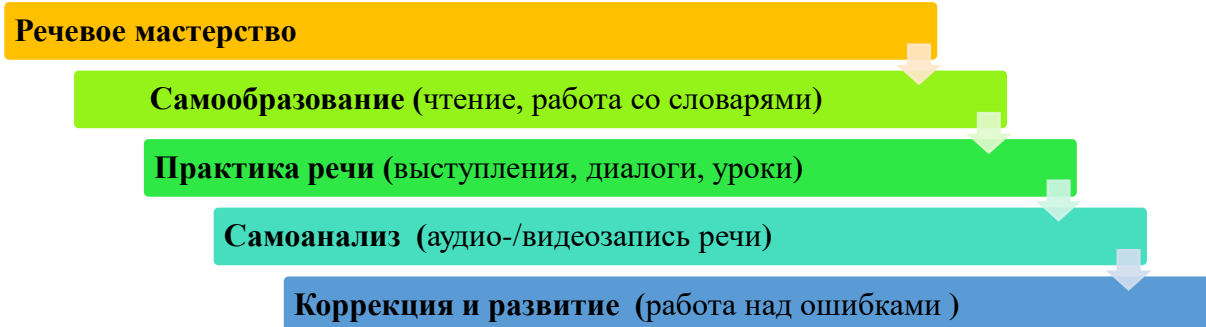 Речевое мастерство
Самообразование (чтение, работа со словарями)
Практика речи (выступления, диалоги, уроки)
Самоанализ (аудио-/видеозапись речи)
Коррекция и развитие (работа над ошибками )